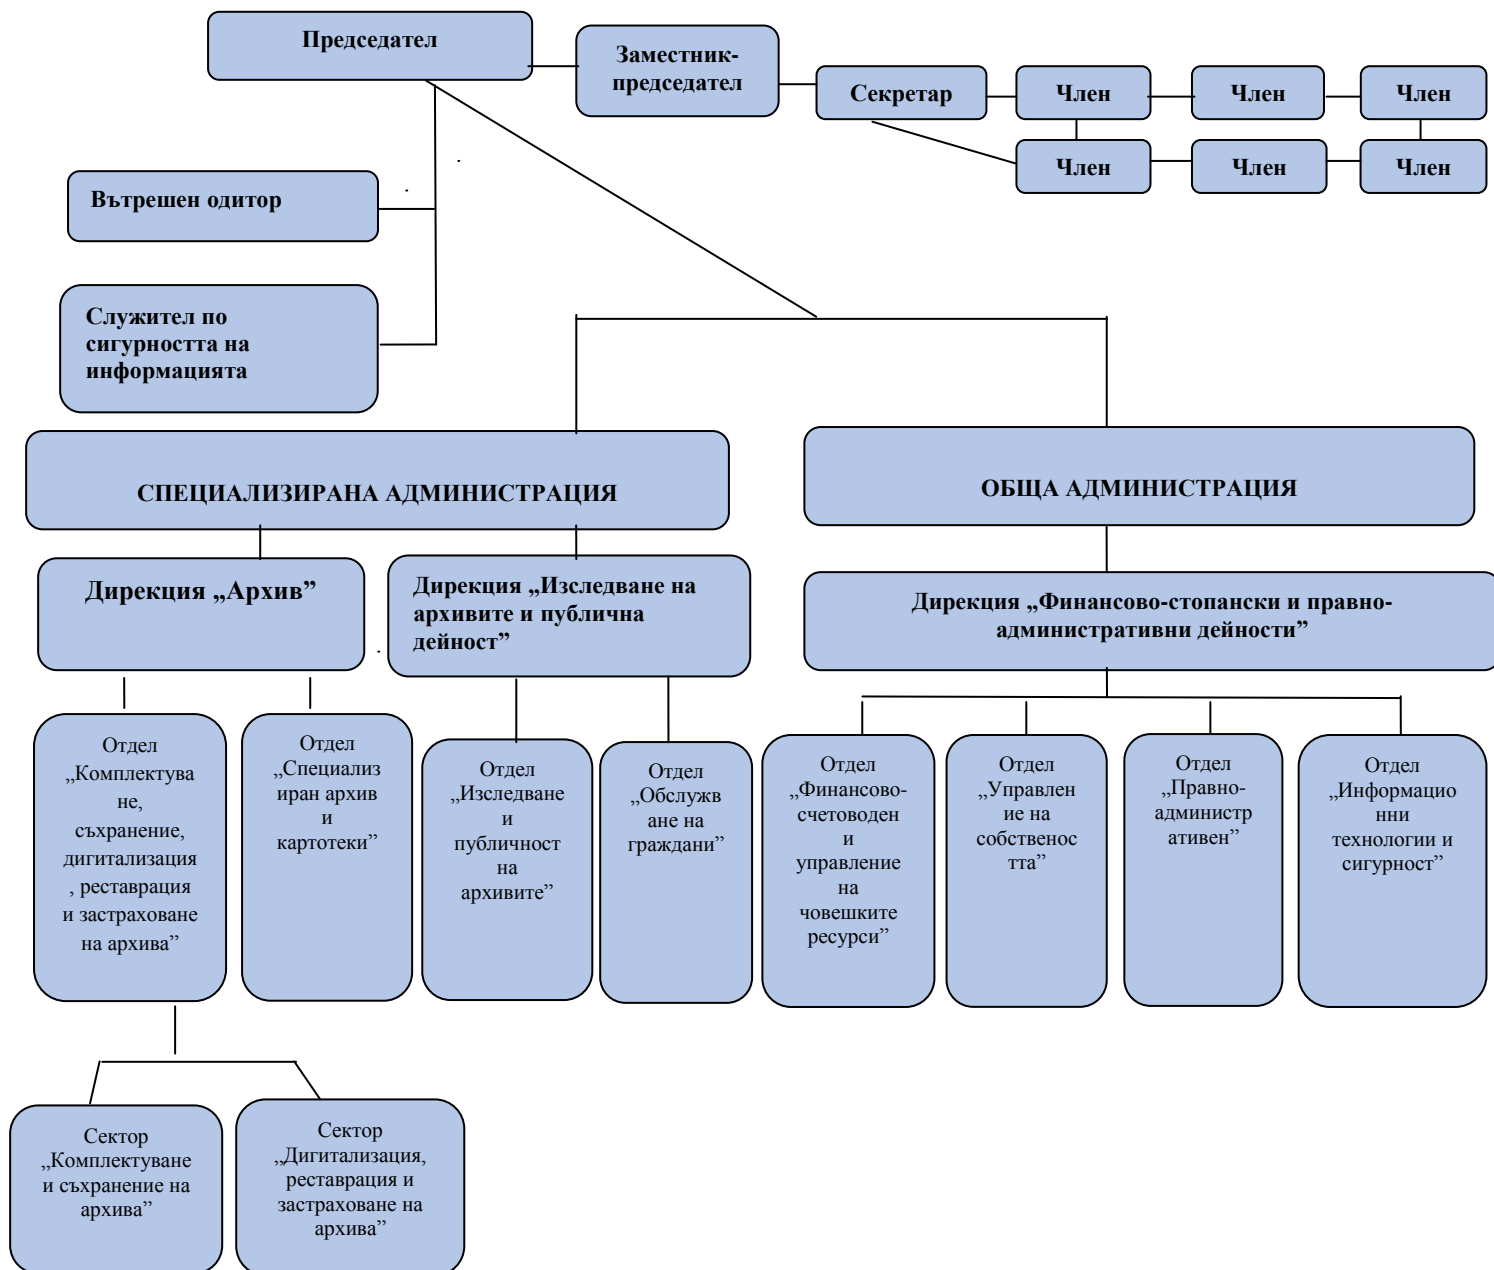 Председател
Заместник-
председател
Секретар
Член
Член
Член
Член
Член
Член
Вътрешен одитор
Служител по
сигурността на
информацията
СПЕЦИАЛИЗИРАНА АДМИНИСТРАЦИЯ
ОБЩА АДМИНИСТРАЦИЯ
Дирекция „Архив”
Дирекция „Изследване на
архивите и публична
дейност”
Дирекция „Финансово-стопански и правно-
административни дейности”
Отдел
„Комплектува
не,
съхранение,
дигитализация
, реставрация
и застраховане
на архива”
Отдел
„Специализ
иран архив
и
картотеки”
Отдел
„Изследване
и
публичност
на
архивите”
Отдел
„Обслужв
ане на
граждани”
Отдел
„Финансово-
счетоводен
и
управление
на
човешките
ресурси”
Отдел
„Управлен
ие на
собственос
тта”
Отдел
„Правно-
администр
ативен”
Отдел
„Информацио
нни
технологии и
сигурност”
Сектор
„Комплектуване
и съхранение на
архива”
Сектор
„Дигитализация,
реставрация и
застраховане на
архива”